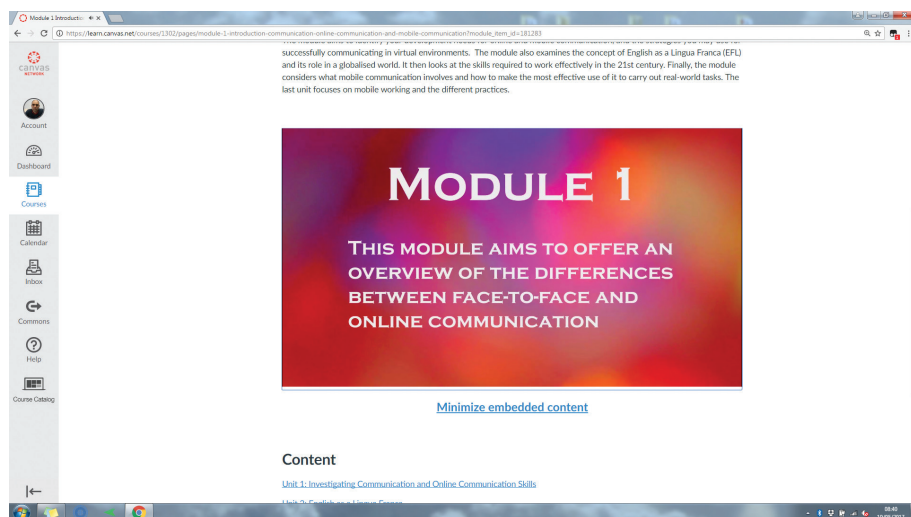 Module 1 Introductio
https://learn.canvas.net/courses/1302/pages/module-1-introduction-communication-online-communication-and-mobile-communication?module_item_id=181283
successfully communicating in virtual environments. The module also examines the concept of English as a Lingua Franca (EFL)
and its role in a globalised world. It then looks at the skills required to work effectively in the 21st century. Finally, the module
considers what mobile communication involves and how to make the most effective use of it to carry out real-world tasks. The
last unit focuses on mobile working and the different practices.
canvas
NETWORK
Account
Dashboard
Courses
Calendar
Inbox
Commons
Help
Course Catalog
MODULE 1
THIS MODULE AIMS TO OFFER AN
OVERVIEW OF THE DIFFERENCES
BETWEEN FACE-TO-FACE AND
ONLINE COMMUNICATION
Minimize embedded content
Content
Unit 1: Investigating Communication and Online Communication Skills
08:40